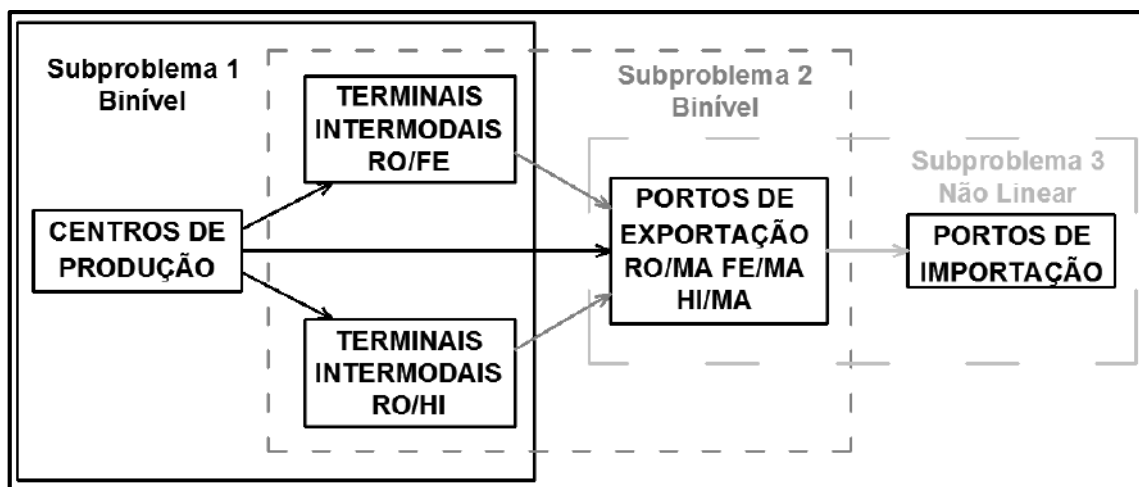 Subproblema 1
Binível
TERMINAIS
INTERMODAIS
RO/FE
Subproblema 2
Binível
Subproblema 3
Não Linear
CENTROS DE
PRODUÇÃO
PORTOS DE
EXPORTAÇÃO
RO/MA FE/MA
HI/MA
PORTOS DE
IMPORTAÇÃO
TERMINAIS
INTERMODAIS
RO/HI